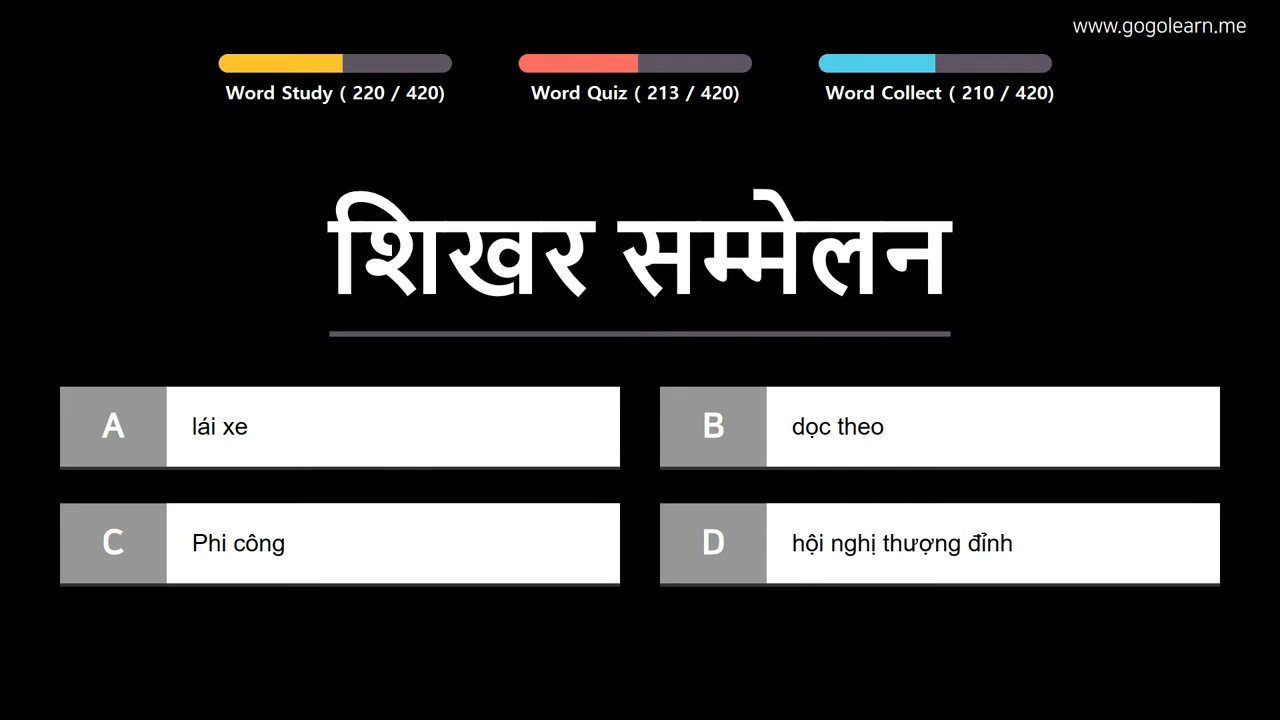 www.gogolearn.me
Word Study ( 220 / 420)
Word Quiz ( 213 / 420)
Word Collect ( 210 / 420)
शिखर सम्मेलन
A
lái xe
B
dọc theo
C
Phi công
D
hội nghị thượng đỉnh